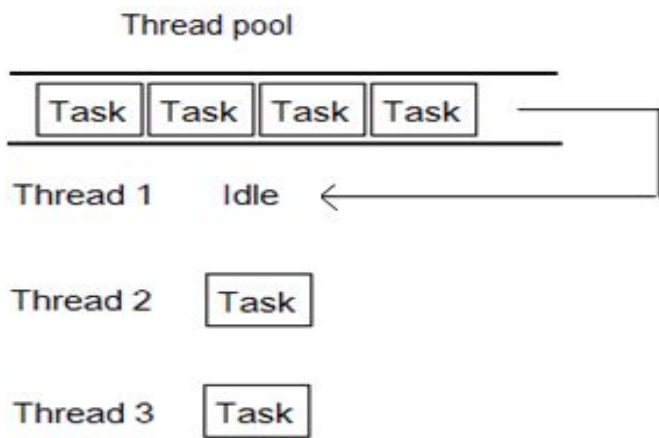 Thread pool
Task Task Task Task
Thread 1 Idle
Thread 2 Task
Thread 3 Task